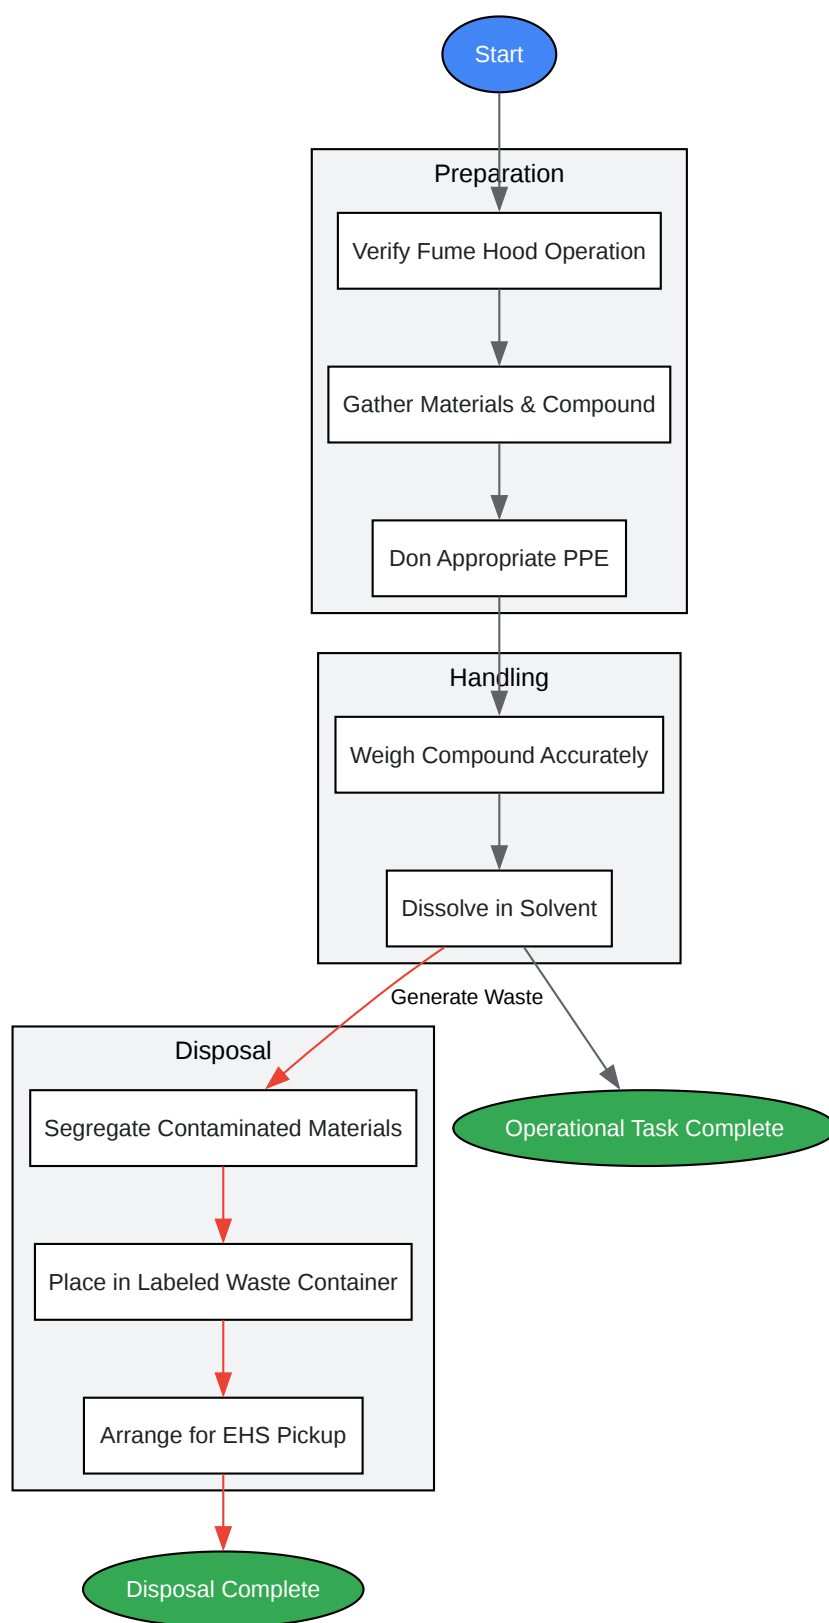 Start
Preparation
Verify Fume Hood Operation
Gather Materials & Compound
Don Appropriate PPE
Handling
Weigh Compound Accurately
Dissolve in Solvent
Generate Waste
Disposal
Segregate Contaminated Materials
Operational Task Complete
Place in Labeled Waste Container
Arrange for EHS Pickup
Disposal Complete